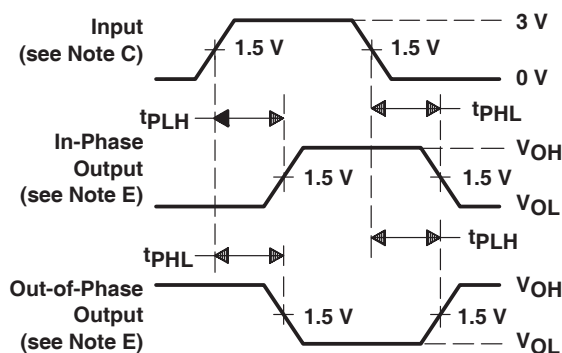 3 V
Input
(see Note C)
1.5 V
1.5 V
0 V
tPLH
tPHL
In-Phase
Output
(see Note E)
VOH
1.5 V
1.5 V
VOL
tPHL
tPLH
Out-of-Phase
Output
(see Note E)
VOH
1.5 V
1.5 V
VOL